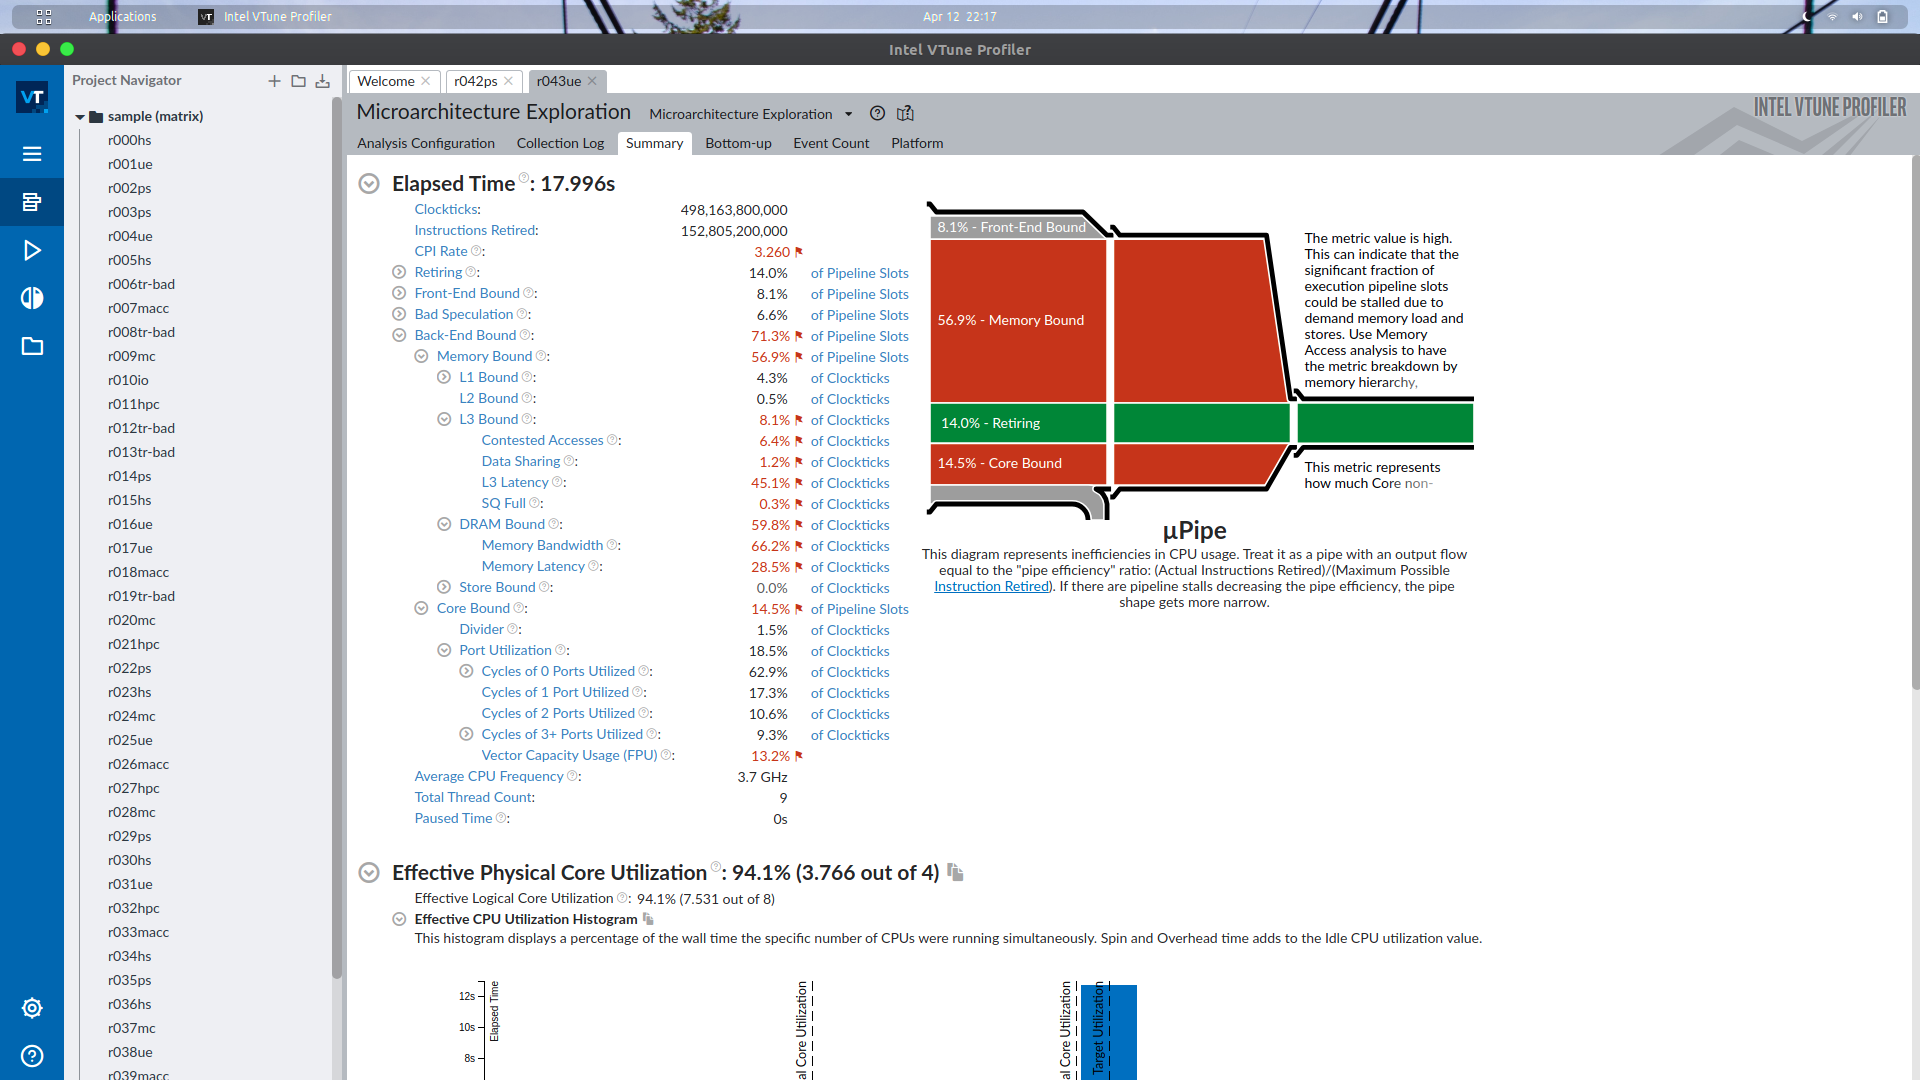 Applications
VT
Intel VTune Profiler
Apr 12 22:17
Intel VTune Profiler
VT
Project Navigator
sample (matrix)
r000hs
r001ue
r002ps
r003ps
r004ue
r005hs
r006tr-bad
r007macc
r008tr-bad
r009mc
r010io
r011hpc
r012tr-bad
r013tr-bad
r014ps
r015hs
r016ue
r017ue
r018macc
r019tr-bad
r020mc
r021hpc
r022ps
r023hs
r024mc
r025ue
r026macc
r027hpc
r028mc
r029ps
r030hs
r031ue
r032hpc
r033macc
r034hs
r035ps
r036hs
r037mc
r038ue
r039macc
Welcome
r042ps
r043ue
Microarchitecture Exploration
Microarchitecture Exploration
INTEL VTUNE PROFILER
Analysis Configuration
Collection Log
Summary
Bottom-up
Event Count
Platform
Elapsed Time : 17.996s
Clockticks: 498,163,800,000
Instructions Retired: 152,805,200,000
CPI Rate : 3.260
Retiring : 14.0% of Pipeline Slots
Front-End Bound : 8.1% of Pipeline Slots
Bad Speculation : 6.6% of Pipeline Slots
Back-End Bound : 71.3% of Pipeline Slots
Memory Bound : 56.9% of Pipeline Slots
L1 Bound : 4.3% of Clockticks
L2 Bound : 0.5% of Clockticks
L3 Bound : 8.1% of Clockticks
Contested Accesses : 6.4% of Clockticks
Data Sharing : 1.2% of Clockticks
L3 Latency : 45.1% of Clockticks
SQ Full : 0.3% of Clockticks
DRAM Bound : 59.8% of Clockticks
Memory Bandwidth : 66.2% of Clockticks
Memory Latency : 28.5% of Clockticks
Store Bound : 0.0% of Clockticks
Core Bound : 14.5% of Pipeline Slots
Divider : 1.5% of Clockticks
Port Utilization : 18.5% of Clockticks
Cycles of 0 Ports Utilized : 62.9% of Clockticks
Cycles of 1 Port Utilized : 17.3% of Clockticks
Cycles of 2 Ports Utilized : 10.6% of Clockticks
Cycles of 3+ Ports Utilized : 9.3% of Clockticks
Vector Capacity Usage (FPU) : 13.2%
Average CPU Frequency : 3.7 GHz
Total Thread Count: 9
Paused Time : 0s
8.1% - Front-End Bound
56.9% - Memory Bound
14.0% - Retiring
14.5% - Core Bound
The metric value is high.
This can indicate that the
significant fraction of
execution pipeline slots
could be stalled due to
demand memory load and
stores. Use Memory
Access analysis to have
the metric breakdown by
memory hierarchy,
This metric represents
how much Core non-
µPipe
This diagram represents inefficiencies in CPU usage. Treat it as a pipe with an output flow
equal to the "pipe efficiency" ratio: (Actual Instructions Retired)/(Maximum Possible
Instruction Retired). If there are pipeline stalls decreasing the pipe efficiency, the pipe
shape gets more narrow.
Effective Physical Core Utilization : 94.1% (3.766 out of 4)
Effective Logical Core Utilization : 94.1% (7.531 out of 8)
Effective CPU Utilization Histogram
This histogram displays a percentage of the wall time the specific number of CPUs were running simultaneously. Spin and Overhead time adds to the Idle CPU utilization value.
12s
10s
8s
Elapsed Time
al Core Utilization
al Core Utilization
Target Utilization